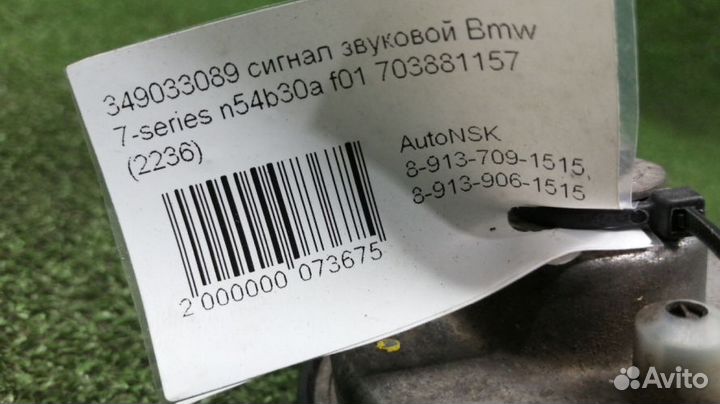 349033089 сигнал звуковой Bmw
7-series n54b30a f01 703881157
(2236)
AutoNSK
8-913-709-1515,
8-913-906-1515
2 000000 073675
Avito